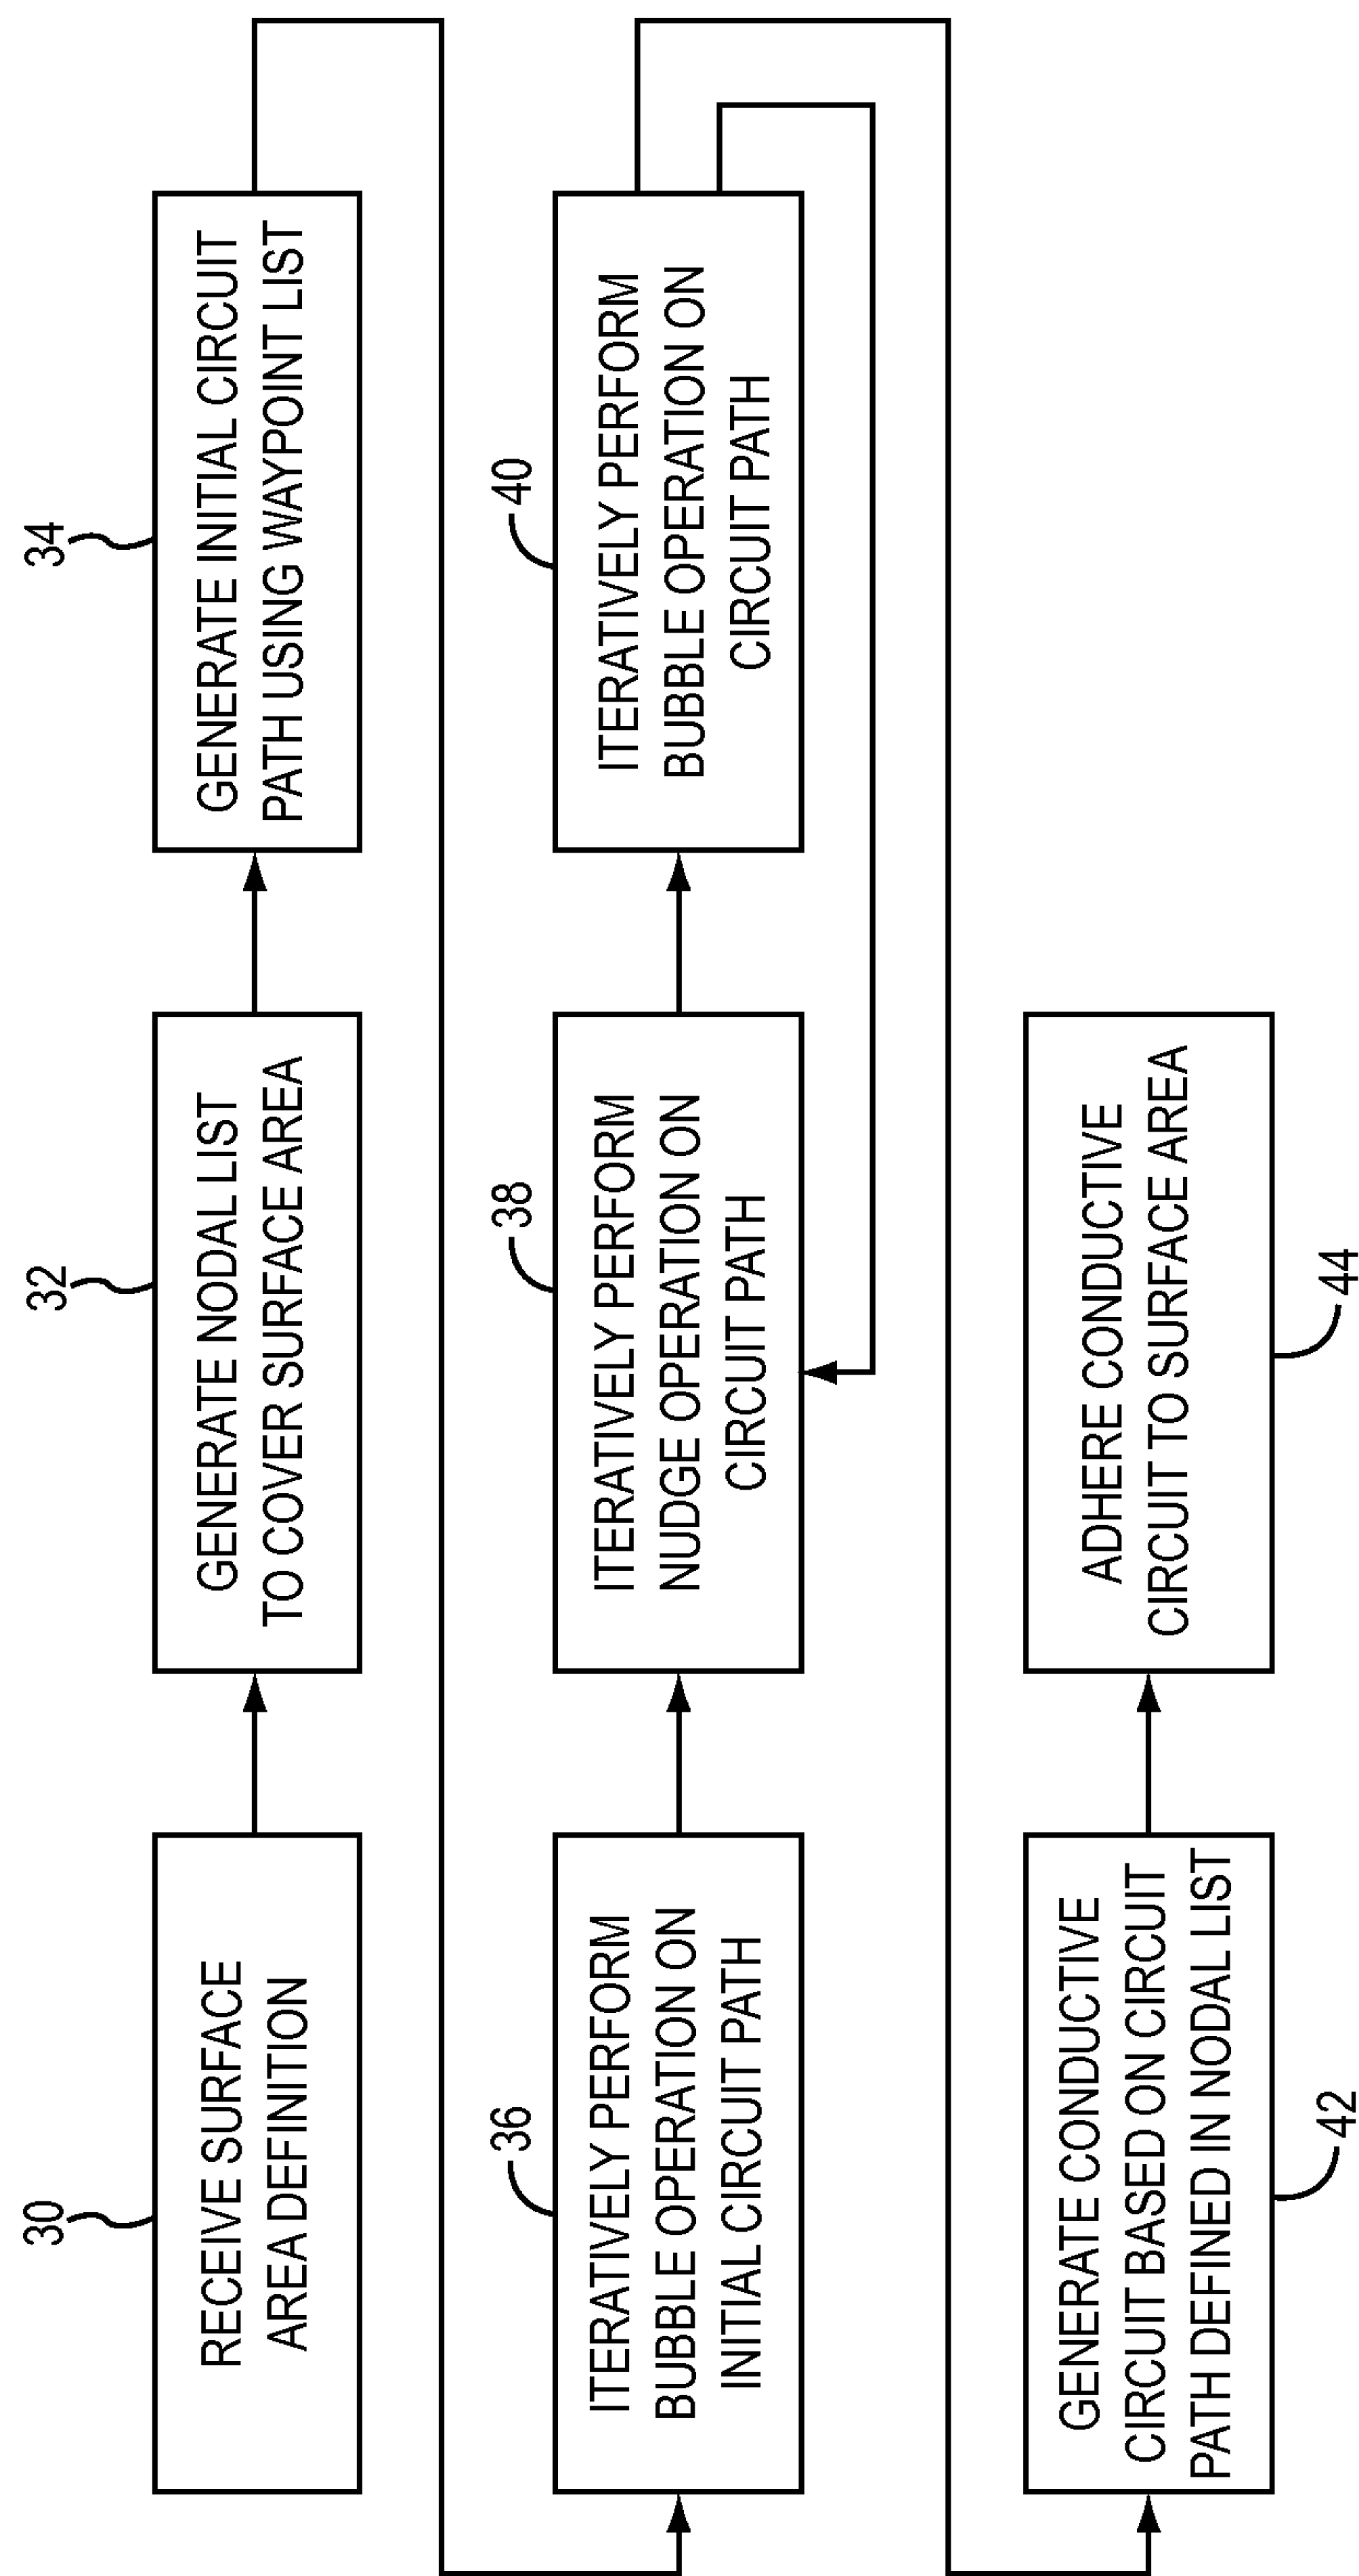 30
RECEIVE SURFACE
AREA DEFINITION
32
GENERATE NODAL LIST
TO COVER SURFACE AREA
34
GENERATE INITIAL CIRCUIT
PATH USING WAYPOINT LIST
36
ITERATIVELY PERFORM
BUBBLE OPERATION ON
INITIAL CIRCUIT PATH
38
ITERATIVELY PERFORM
NUDGE OPERATION ON
CIRCUIT PATH
40
ITERATIVELY PERFORM
BUBBLE OPERATION ON
CIRCUIT PATH
GENERATE CONDUCTIVE
CIRCUIT BASED ON CIRCUIT
PATH DEFINED IN NODAL LIST
42
ADHERE CONDUCTIVE
CIRCUIT TO SURFACE AREA
44